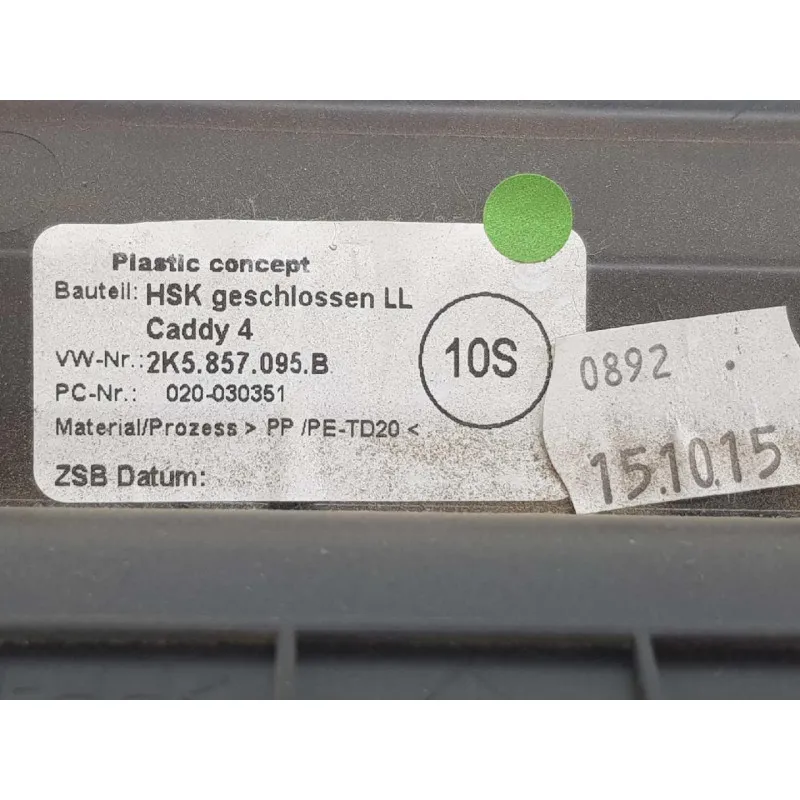 Plastic concept
Bauteil: HSK geschlossen LL
Caddy 4
VW-Nr.: 2K5.857.095.B
PC-Nr.: 020-030351
Material/Prozess > PP /PE-TD20 <
ZSB Datum:
10S
0892
15.10.15